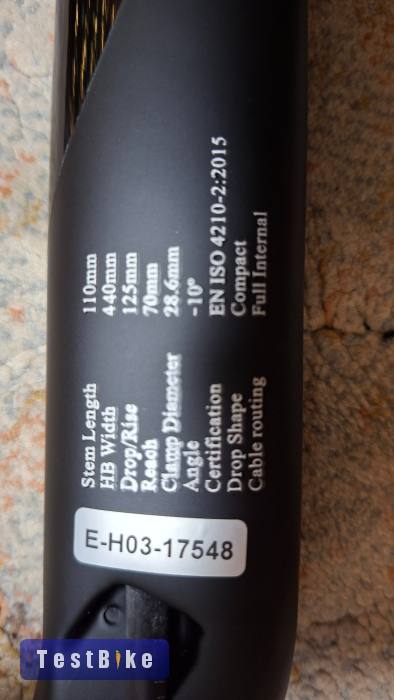 Stem Length 110mm
HB Width 440mm
Drop/Rise 125mm
Reach 70mm
Clamp Diameter 28.6mm
Angle -10°
Certification EN ISO 4210-2:2015
Drop Shape Compact
Cable routing Full Internal
E-H03-17548
TestBike